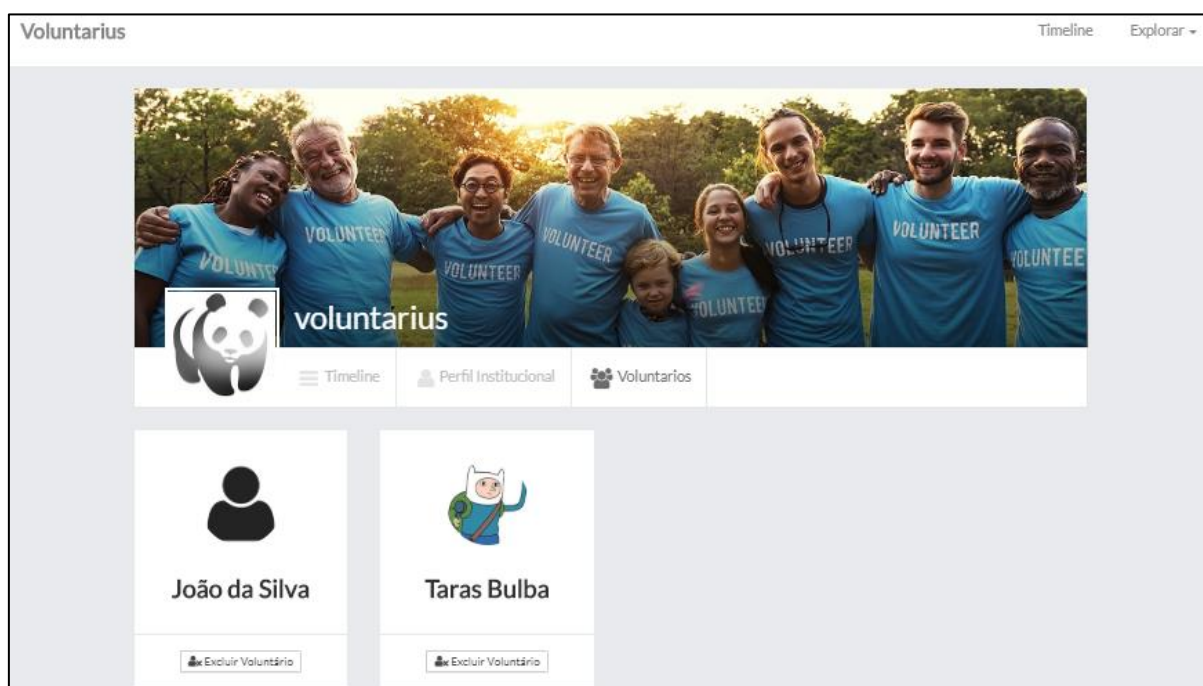 Voluntarius
Timeline
Explorar
VOLUNTEER
VOLUNTEER
VOLUNTEER
VOLUNTEER
VOLUNTEER
VOLUNTEER
voluntarius
Timeline
Perfil Institucional
Voluntarios
João da Silva
Taras Bulba
Excluir Voluntário
Excluir Voluntário